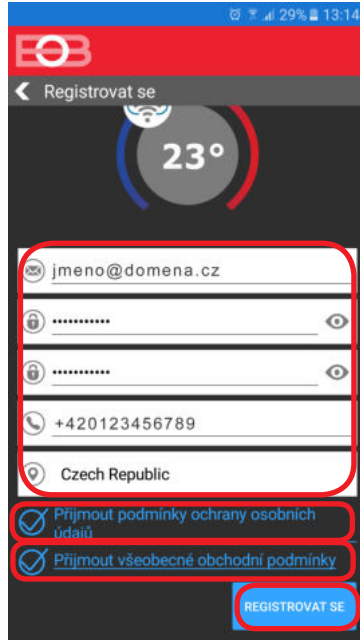 29% 13:14
EOB
Registrovat se
23°
jmeno@domena.cz
•••••••••••
•••••••••••
+420123456789
Czech Republic
Přijmout podmínky ochrany osobních
údajů
Přijmout všeobecné obchodní podmínky
REGISTROVAT SE